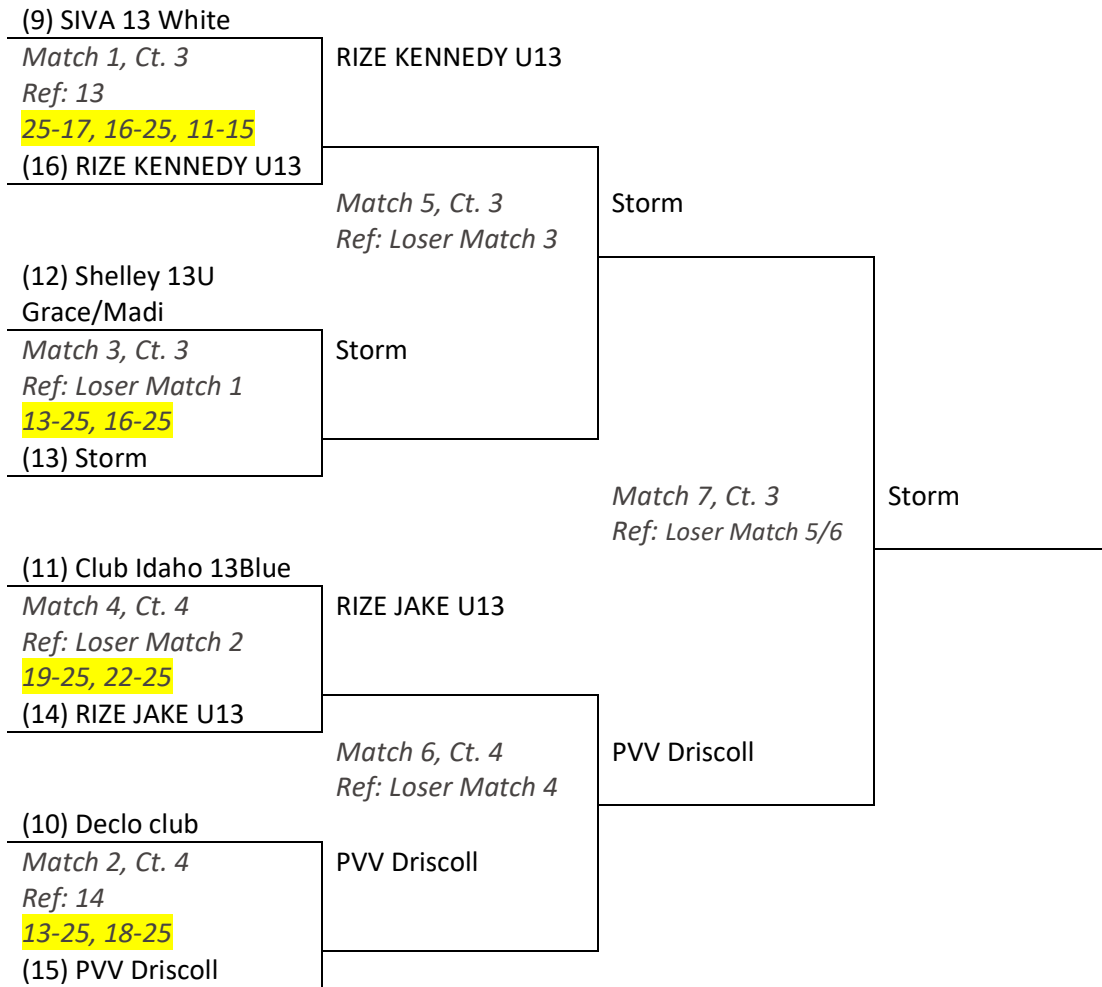 (9) SIVA 13 White
Match 1, Ct. 3
Ref: 13
25-17, 16-25, 11-15
(16) RIZE KENNEDY U13
RIZE KENNEDY U13
Match 5, Ct. 3
Ref: Loser Match 3
Storm
(12) Shelley 13U
Grace/Madi
Match 3, Ct. 3
Ref: Loser Match 1
13-25, 16-25
(13) Storm
Storm
Match 7, Ct. 3
Ref: Loser Match 5/6
Storm
(11) Club Idaho 13Blue
Match 4, Ct. 4
Ref: Loser Match 2
19-25, 22-25
(14) RIZE JAKE U13
RIZE JAKE U13
Match 6, Ct. 4
Ref: Loser Match 4
PVV Driscoll
(10) Declo club
Match 2, Ct. 4
Ref: 14
13-25, 18-25
(15) PVV Driscoll
PVV Driscoll